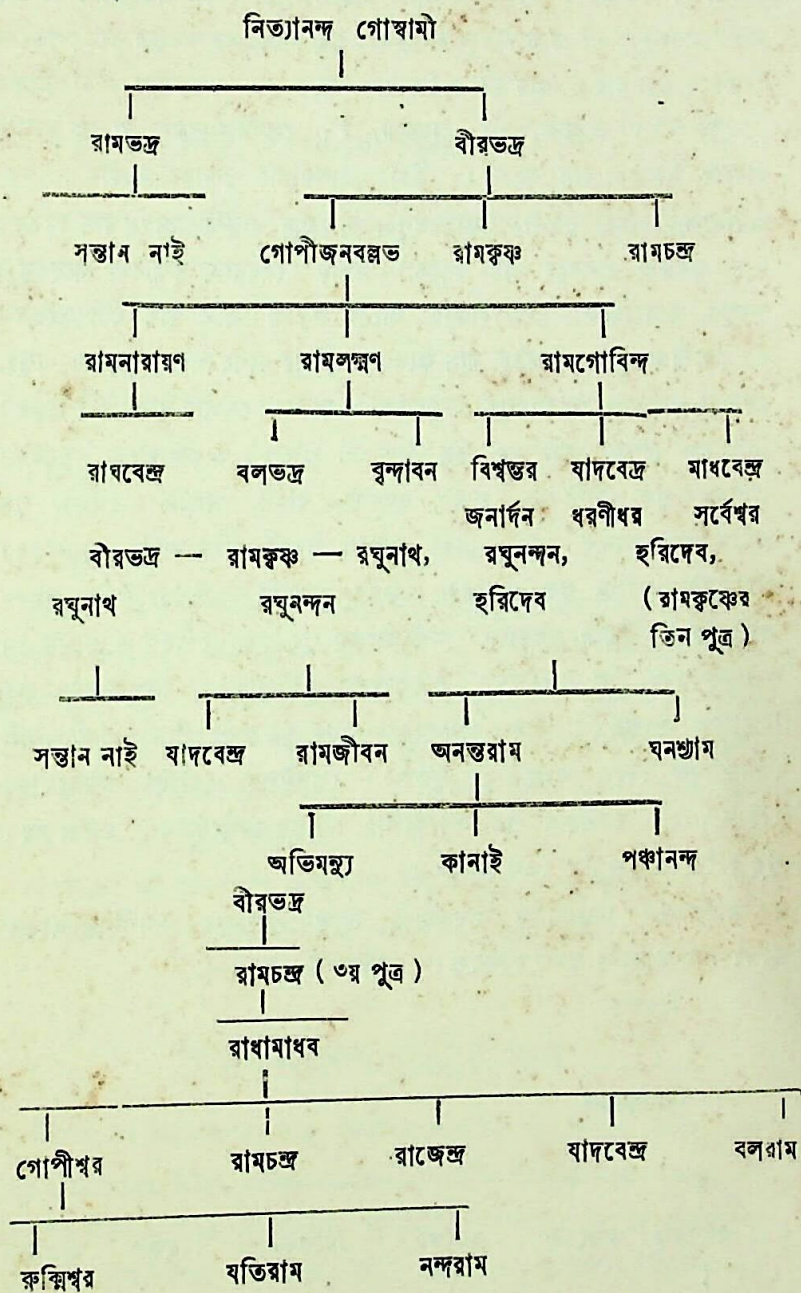 নিত্যানন্দ গোস্বামী
রামভদ্র বীরভদ্র
সন্তান নাই গোপীজনবল্লভ রামকৃষ্ণ রামচন্দ্র
রামনারায়ণ রামলক্ষ্মণ রামগোবিন্দ
রাঘবেন্দ্র বলভদ্র বৃন্দাবন বিশ্বম্ভর যাদবেন্দ্র মাধবেন্দ্র
জনার্দন ধরণীধর সর্বেশ্বর
বীরভদ্র — রামকৃষ্ণ — রঘুনাথ, রঘুনন্দন, হরিদেব,
রঘুনাথ রঘুনন্দন হরিদেব ( রামকৃষ্ণের
তিন পুত্র )
সন্তান নাই যাদবেন্দ্র রামজীবন অনন্তরাম ঘনশ্যাম
অভিমন্যু কানাই পঞ্চানন্দ
বীরভদ্র
রামচন্দ্র ( ৩য় পুত্র )
রাধামাধব
গোপীশ্বর রামচন্দ্র রাজেন্দ্র যাদবেন্দ্র বলরাম
রুক্মিশ্বর যতিরাম নন্দরাম